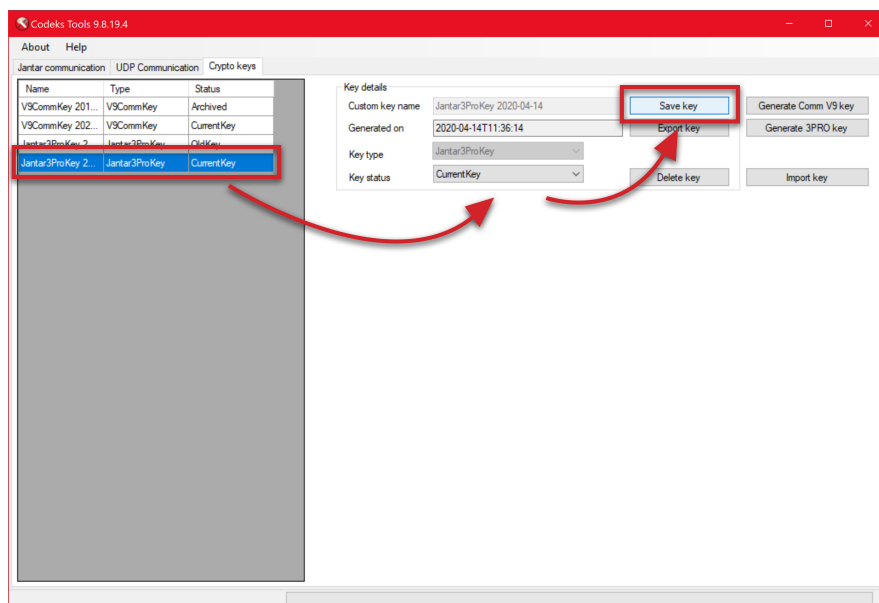 Codeks Tools 9.8.19.4
About Help
Jantar communication UDP Communication Crypto keys
Name Type Status
V9CommKey 201... V9CommKey Archived
V9CommKey 202... V9CommKey CurrentKey
Jantar3ProKey 2... Jantar3ProKey OldKey
Jantar3ProKey 2... Jantar3ProKey CurrentKey
Key details
Custom key name Jantar3ProKey 2020-04-14 Save key Generate Comm V9 key
Generated on 2020-04-14T11:36:14 Export key Generate 3PRO key
Key type Jantar3ProKey
Key status CurrentKey Delete key Import key